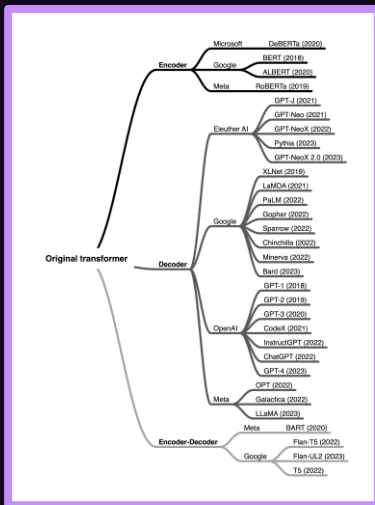 Original transformer
Encoder
Microsoft
DeBERTa (2020)
Google
BERT (2018)
ALBERT (2020)
Meta
RoBERTa (2019)
Decoder
Eleuther AI
GPT-J (2021)
GPT-Neo (2021)
GPT-NeoX (2022)
Pythia (2023)
GPT-NeoX 2.0 (2023)
Google
XLNet (2019)
LaMDA (2021)
PaLM (2022)
Gopher (2022)
Sparrow (2022)
Chinchilla (2022)
Minerva (2022)
Bard (2023)
OpenAI
GPT-1 (2018)
GPT-2 (2019)
GPT-3 (2020)
CodeX (2021)
InstructGPT (2022)
ChatGPT (2022)
GPT-4 (2023)
Meta
OPT (2022)
Galactica (2022)
LLaMA (2023)
Encoder-Decoder
Meta
BART (2020)
Google
Flan-T5 (2022)
Flan-UL2 (2023)
T5 (2022)